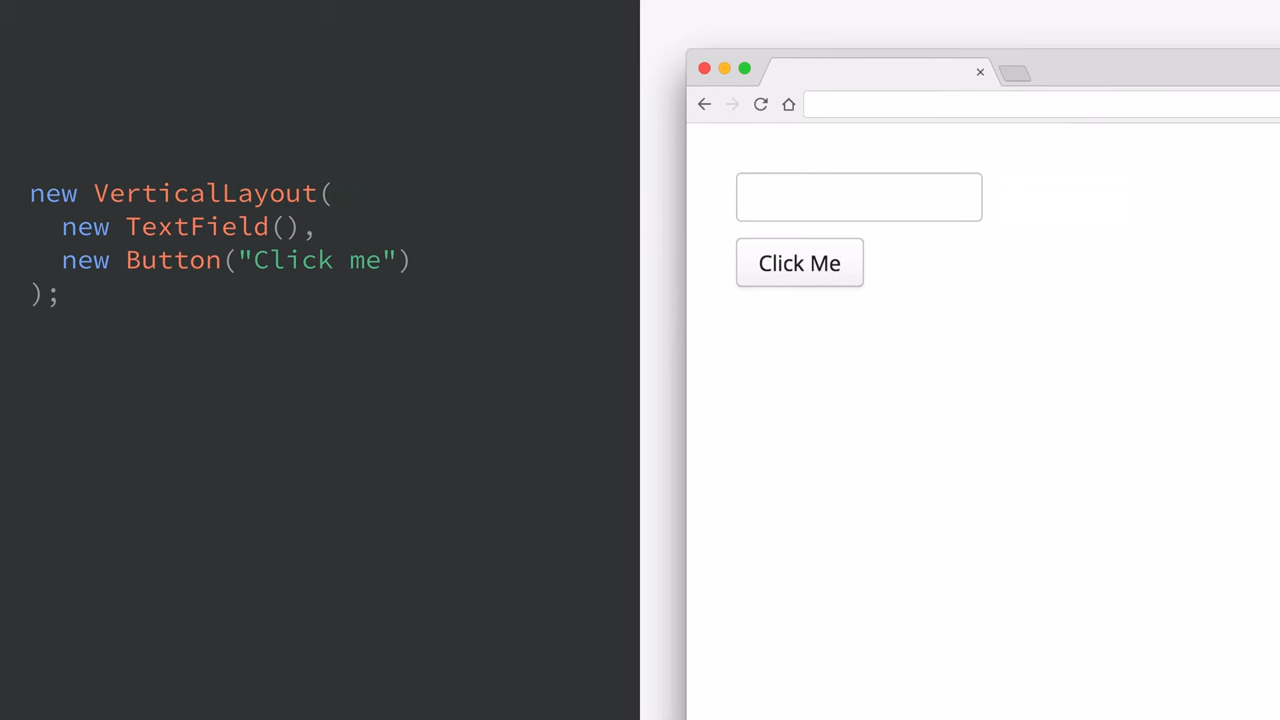 new VerticalLayout(
  new TextField(),
  new Button("Click me")
);
Click Me